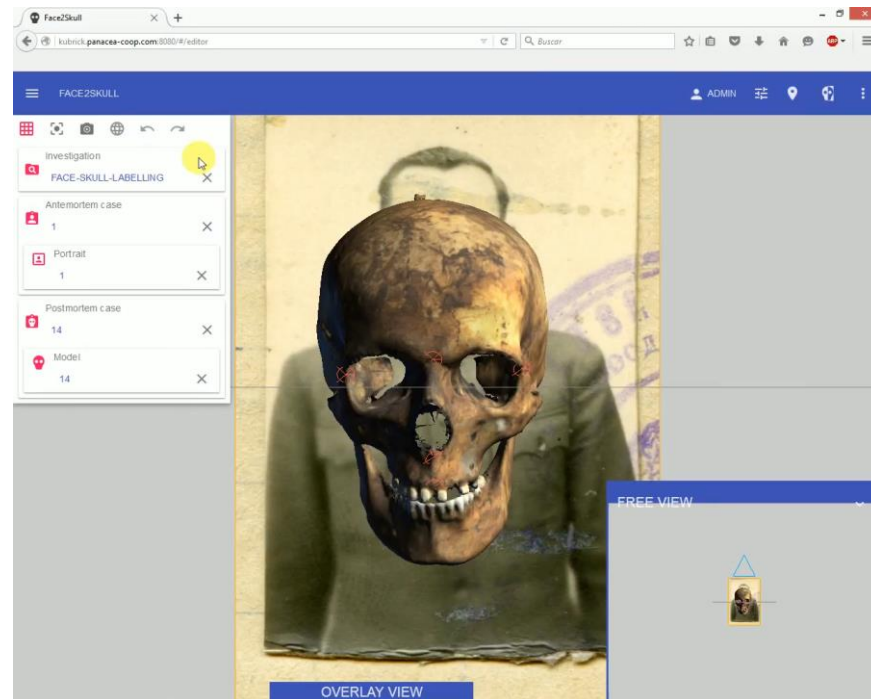 Face2Skull
kubrick.panacea-coop.com:8080/#/editor
Buscar
ABP
FACE2SKULL
ADMIN
Investigation
FACE-SKULL-LABELLING
Antemortem case
1
Portrait
1
Postmortem case
14
Model
14
FREE VIEW
OVERLAY VIEW